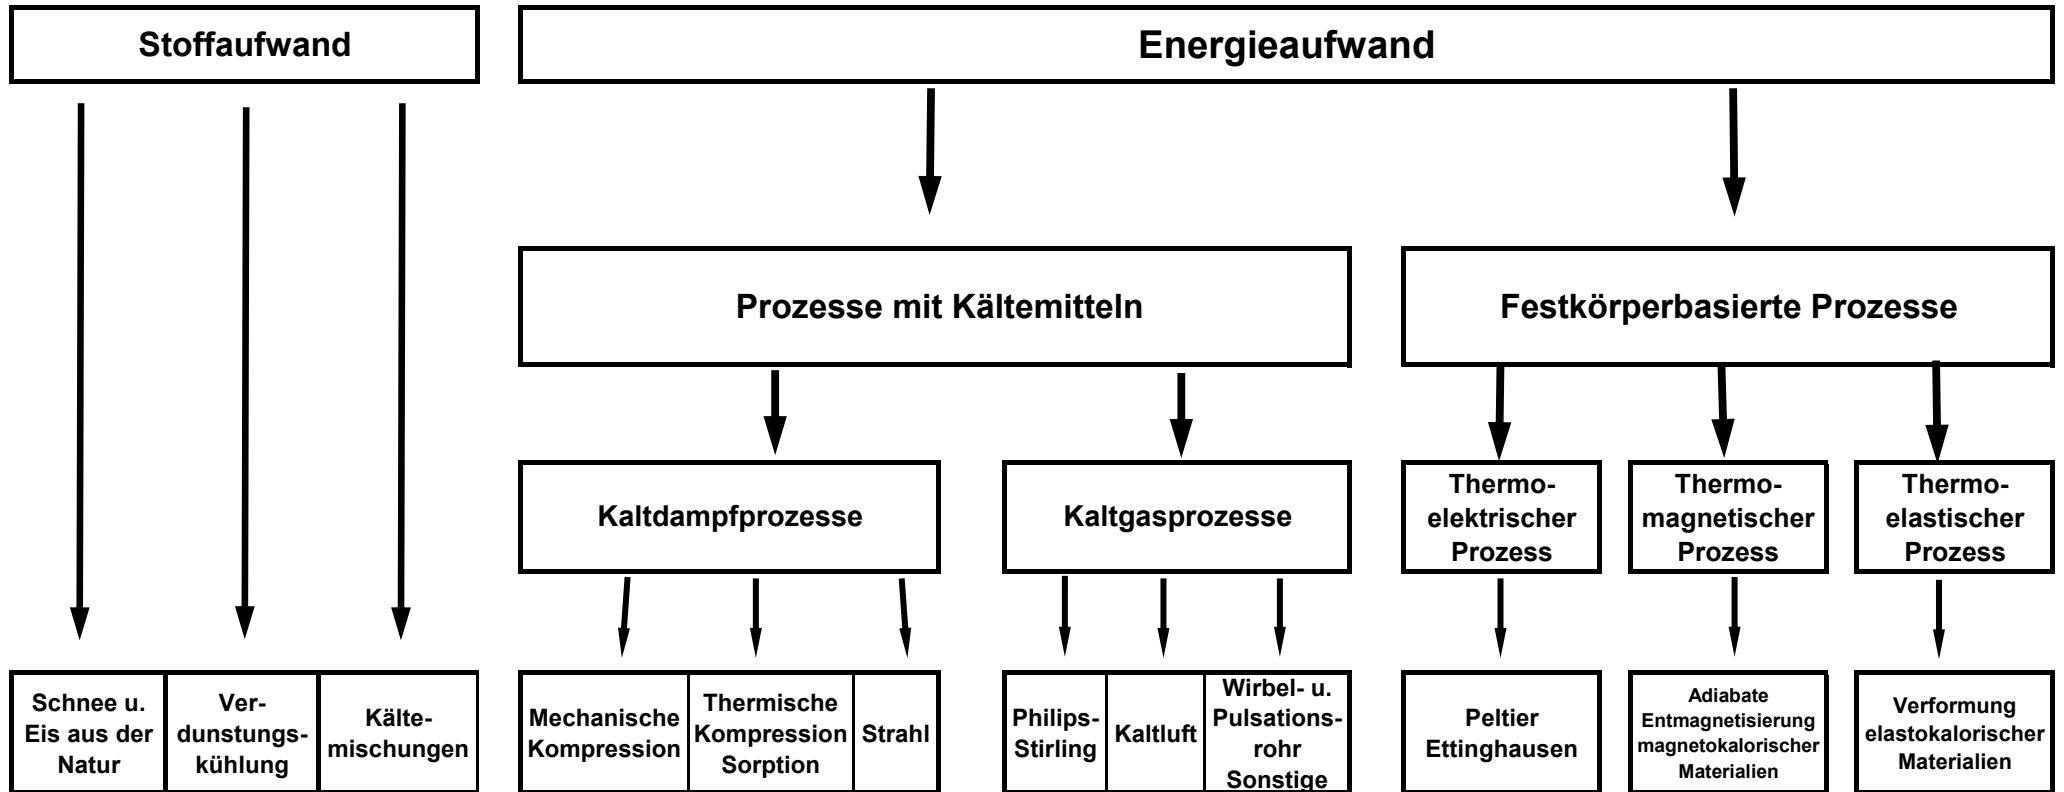 Stoffaufwand
Energieaufwand
Prozesse mit Kältemitteln
Festkörperbasierte Prozesse
Kaltdampfprozesse
Kaltgasprozesse
Thermo-
elektrischer
Prozess
Thermo-
magnetischer
Prozess
Thermo-
elastischer
Prozess
Schnee u.
Eis aus der
Natur
Ver-
dunstungs-
kühlung
Kälte-
mischungen
Mechanische
Kompression
Thermische
Kompression
Sorption
Strahl
Philips-
Stirling
Kaltluft
Wirbel- u.
Pulsations-
rohr
Sonstige
Peltier
Ettinghausen
Adiabate
Entmagnetisierung
magnetokalorischer
Materialien
Verformung
elastokalorischer
Materialien